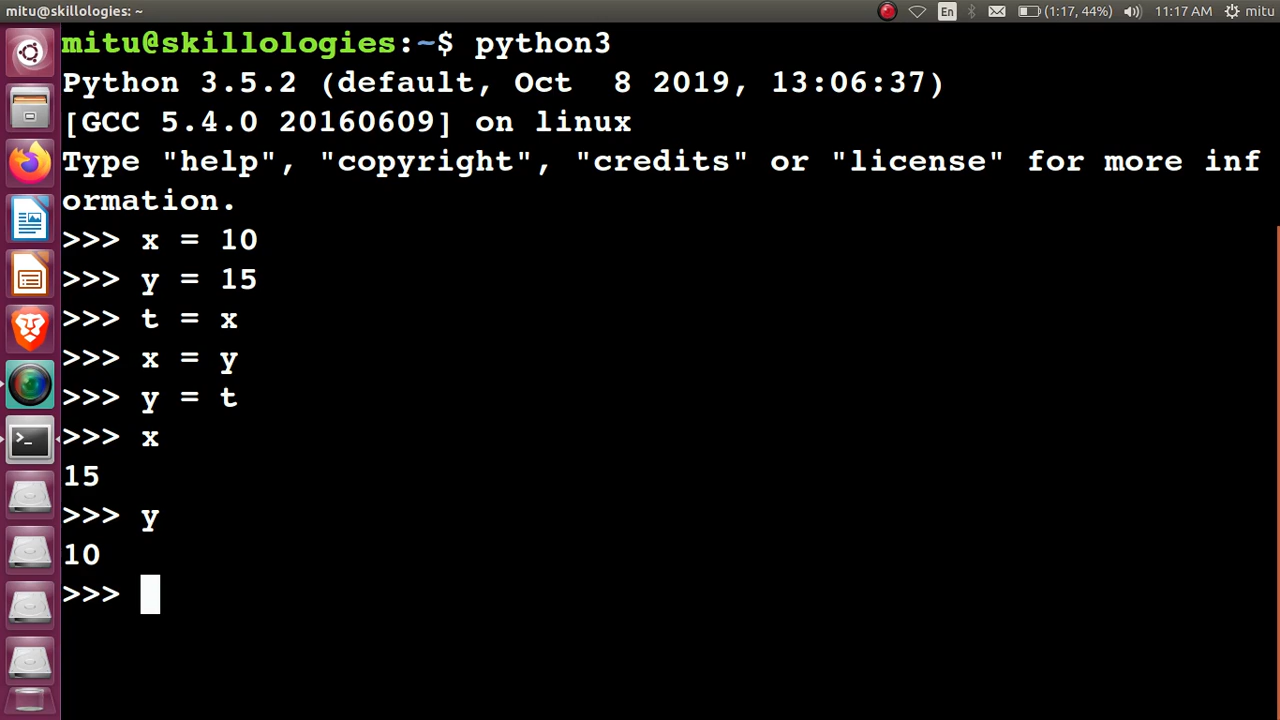 mitu@skillologies: ~
En
(1:17, 44%)
11:17 AM
mitu
mitu@skillologies:~$ python3
Python 3.5.2 (default, Oct  8 2019, 13:06:37)
[GCC 5.4.0 20160609] on linux
Type "help", "copyright", "credits" or "license" for more inf
ormation.
>>> x = 10
>>> y = 15
>>> t = x
>>> x = y
>>> y = t
>>> x
15
>>> y
10
>>>